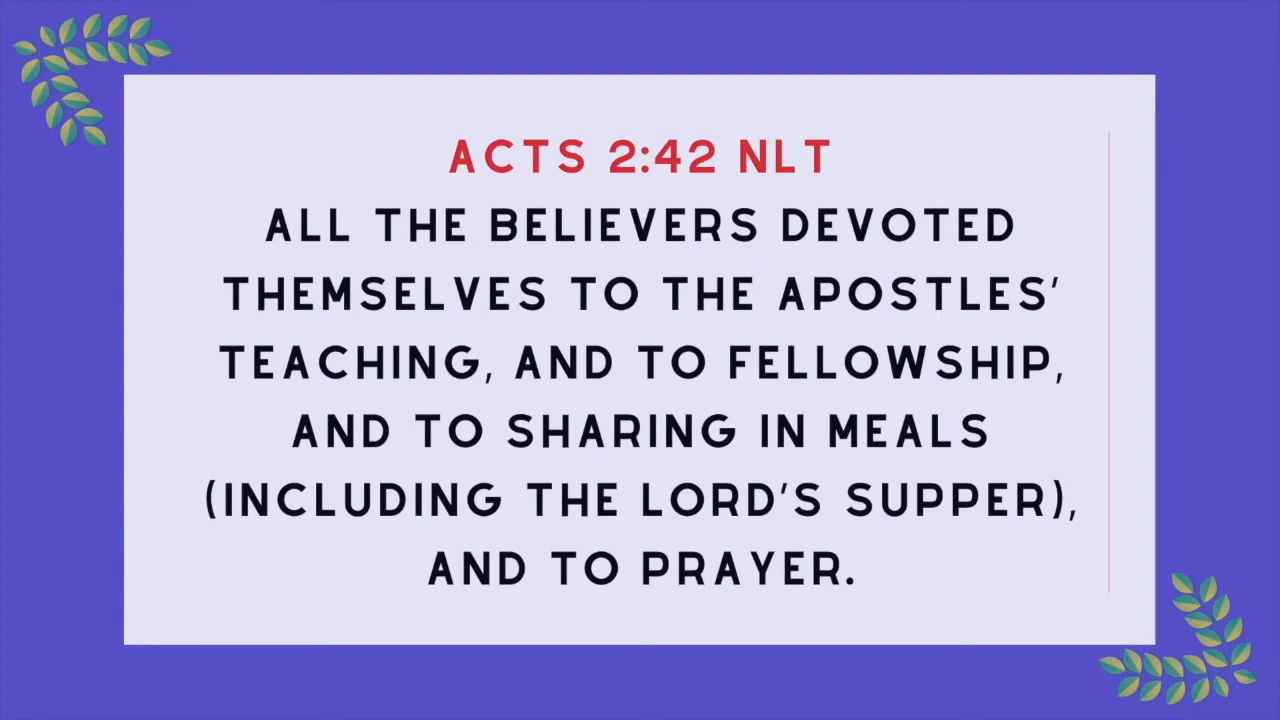 ACTS 2:42 NLT
ALL THE BELIEVERS DEVOTED
THEMSELVES TO THE APOSTLES’
TEACHING, AND TO FELLOWSHIP,
AND TO SHARING IN MEALS
(INCLUDING THE LORD’S SUPPER),
AND TO PRAYER.